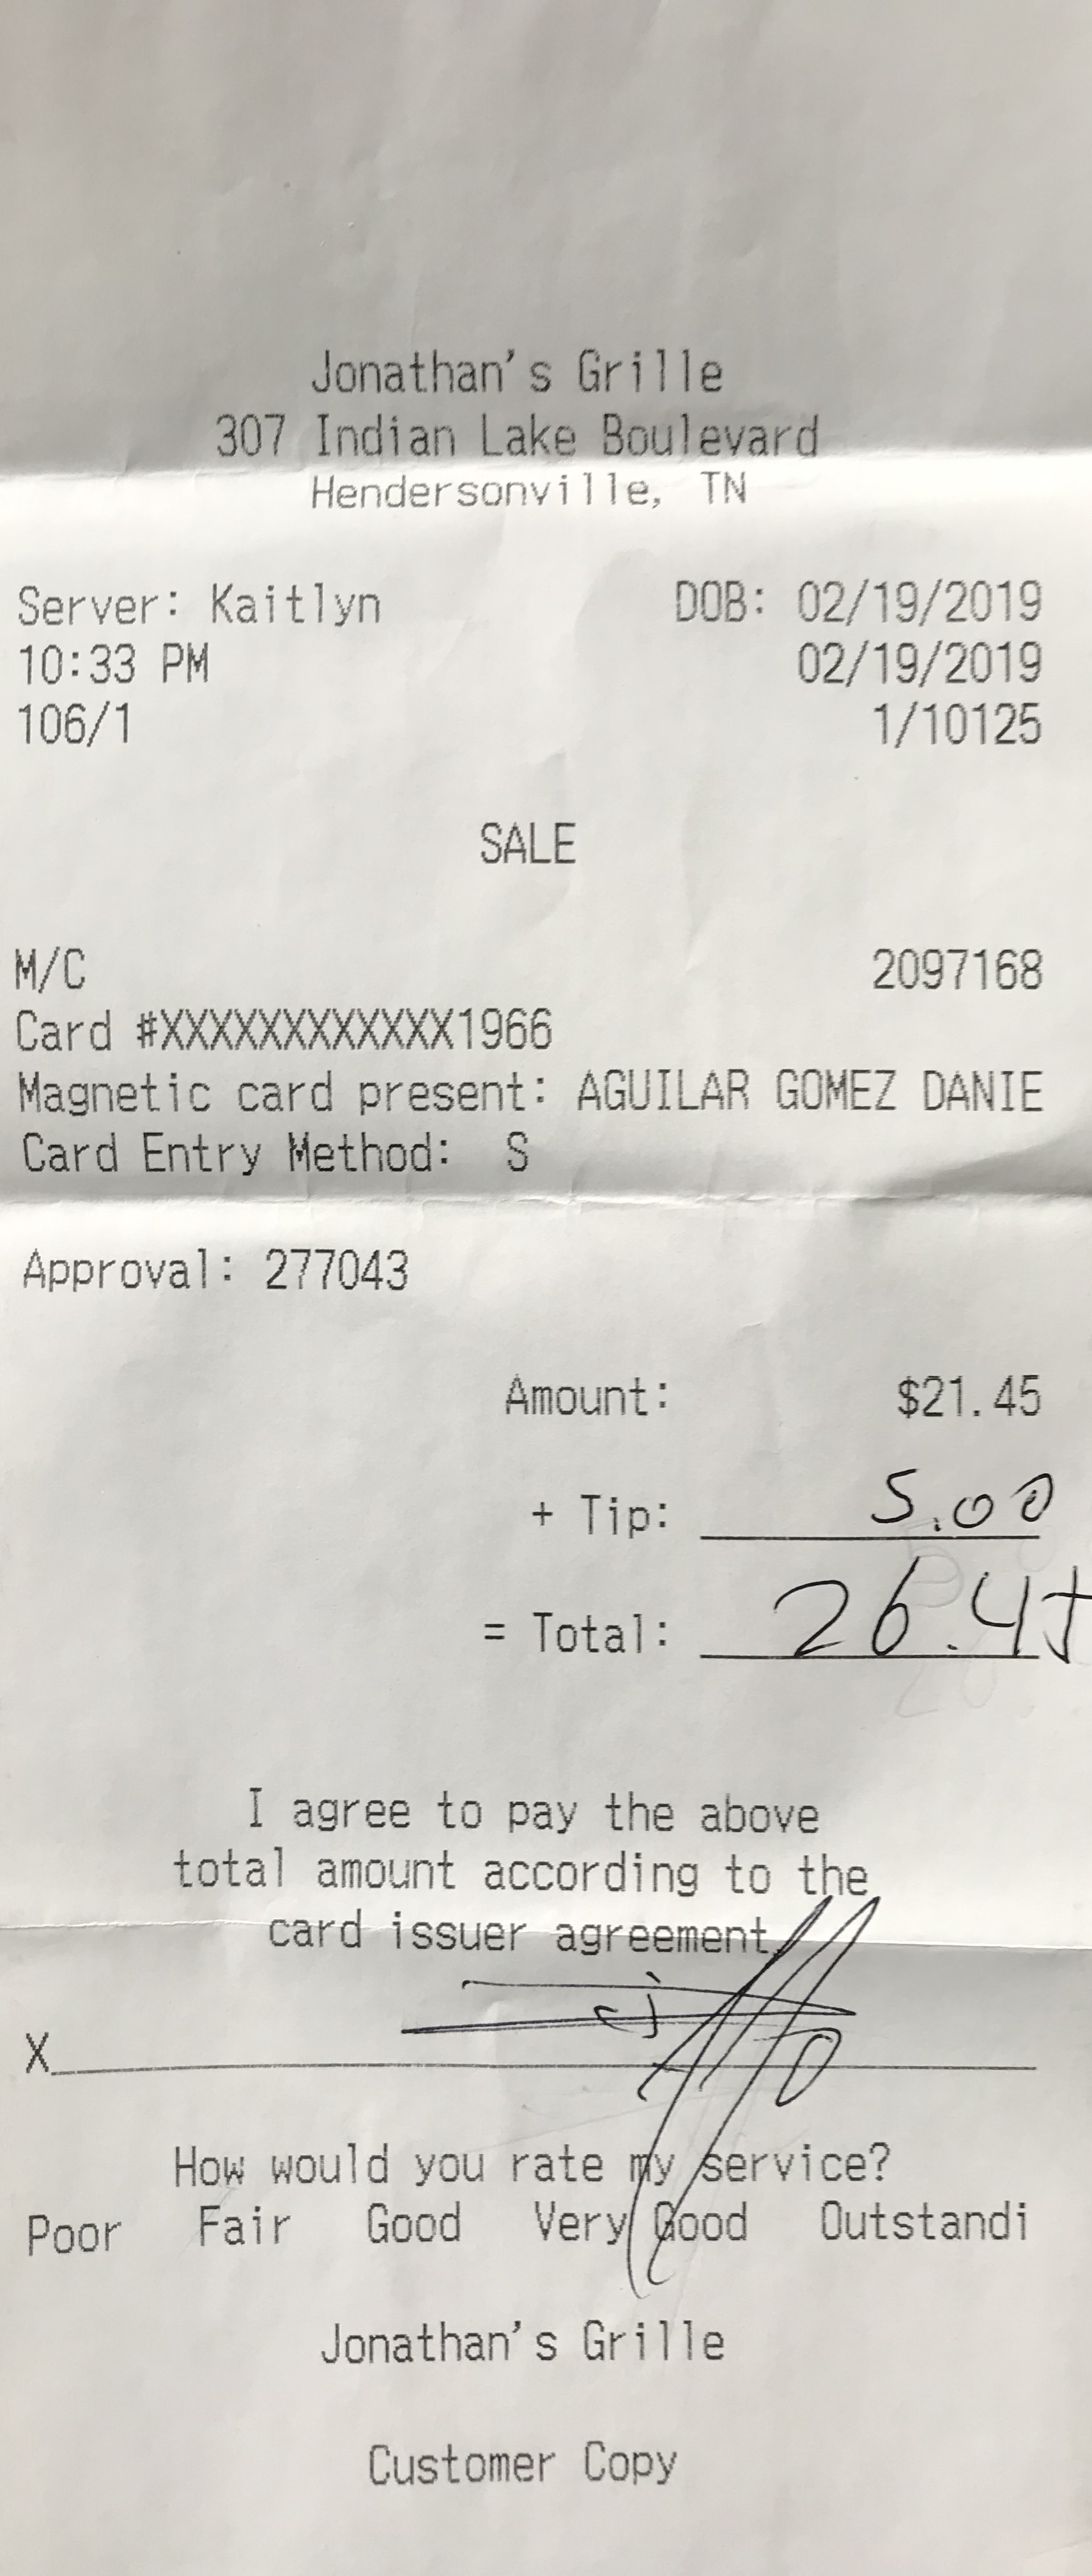 Jonathan's Grille
307 Indian Lake Boulevard
Hendersonville, TN
Server: Kaitlyn DOB: 02/19/2019
10:33 PM 02/19/2019
106/1 1/10125
SALE
M/C 2097168
Card #XXXXXXXXXXXX1966
Magnetic card present: AGUILAR GOMEZ DANIE
Card Entry Method: S
Approval: 277043
Amount: $21.45
+ Tip: 5.00
= Total: 26.45
I agree to pay the above
total amount according to the
card issuer agreement.
X
How would you rate my service?
Poor Fair Good Very Good Outstandi
Jonathan's Grille
Customer Copy